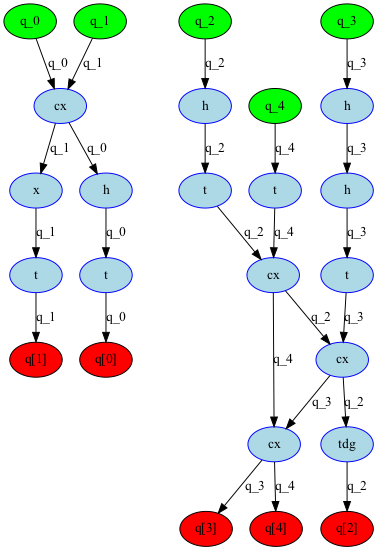 q_0 q_1 q_2 q_3
q_0 q_1 q_2 q_3
cx h q_4 h
q_1 q_0 q_2 q_4 q_3
x h t t h
q_1 q_0 q_2 q_4 q_3
t t cx t
q_1 q_0 q_2 q_3
q[1] q[0] q_4 cx
q_3 q_2
cx tdg
q_3 q_4 q_2
q[3] q[4] q[2]